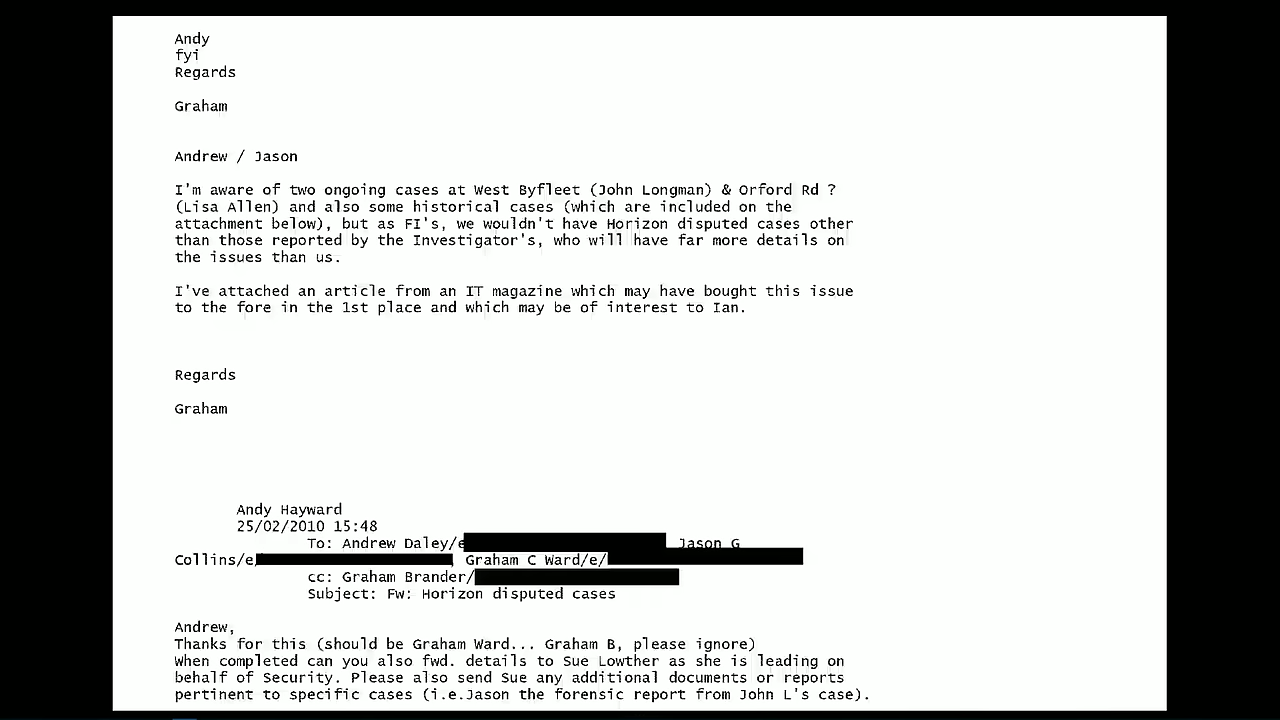 Andy
fyi
Regards
Graham
Andrew / Jason
I'm aware of two ongoing cases at West Byfleet (John Longman) & Orford Rd ?
(Lisa Allen) and also some historical cases (which are included on the
attachment below), but as FI's, we wouldn't have Horizon disputed cases other
than those reported by the Investigator's, who will have far more details on
the issues than us.
I've attached an article from an IT magazine which may have bought this issue
to the fore in the 1st place and which may be of interest to Ian.
Regards
Graham
Andy Hayward
25/02/2010 15:48
To: Andrew Daley/e Jason G
Collins/e/ , Graham C Ward/e/
cc: Graham Brander/
Subject: Fw: Horizon disputed cases
Andrew,
Thanks for this (should be Graham Ward... Graham B, please ignore)
When completed can you also fwd. details to Sue Lowther as she is leading on
behalf of Security. Please also send Sue any additional documents or reports
pertinent to specific cases (i.e.Jason the forensic report from John L's case).